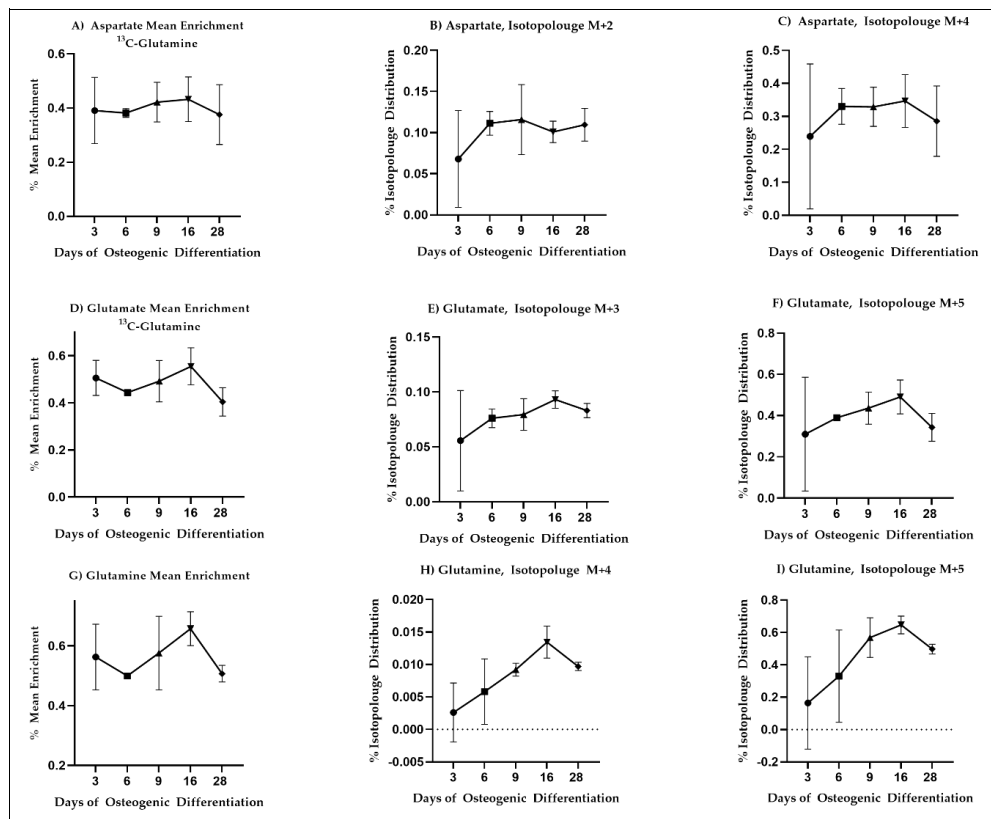 A) Aspartate Mean Enrichment
¹³C-Glutamine
% Mean Enrichment
0.6
0.4
0.2
0.0
3 6 9 16 28
Days of Osteogenic Differentiation
B) Aspartate, Isotopolouge M+2
% Isotopolouge Distribution
0.20
0.15
0.10
0.05
0.00
3 6 9 16 28
Days of Osteogenic Differentiation
C) Aspartate, Isotopolouge M+4
% Isotopolouge Distribution
0.5
0.4
0.3
0.2
0.1
0.0
3 6 9 16 28
Days of Osteogenic Differentiation
D) Glutamate Mean Enrichment
¹³C-Glutamine
% Mean Enrichment
0.6
0.4
0.2
0.0
3 6 9 16 28
Days of Osteogenic Differentiation
E) Glutamate, Isotopolouge M+3
% Isotopolouge Distribution
0.15
0.10
0.05
0.00
3 6 9 16 28
Days of Osteogenic Differentiation
F) Glutamate, Isotopolouge M+5
% Isotopolouge Distribution
0.8
0.6
0.4
0.2
0.0
3 6 9 16 28
Days of Osteogenic Differentiation
G) Glutamine Mean Enrichment
% Mean Enrichment
0.6
0.4
0.2
3 6 9 16 28
Days of Osteogenic Differentiation
H) Glutamine, Isotopoluge M+4
% Isotopolouge Distribution
0.020
0.015
0.010
0.005
0.000
-0.005
3 6 9 16 28
Days of Osteogenic Differentiation
I) Glutamine, Isotopolouge M+5
% Isotopolouge Distribution
0.8
0.6
0.4
0.2
0.0
-0.2
3 6 9 16 28
Days of Osteogenic Differentiation